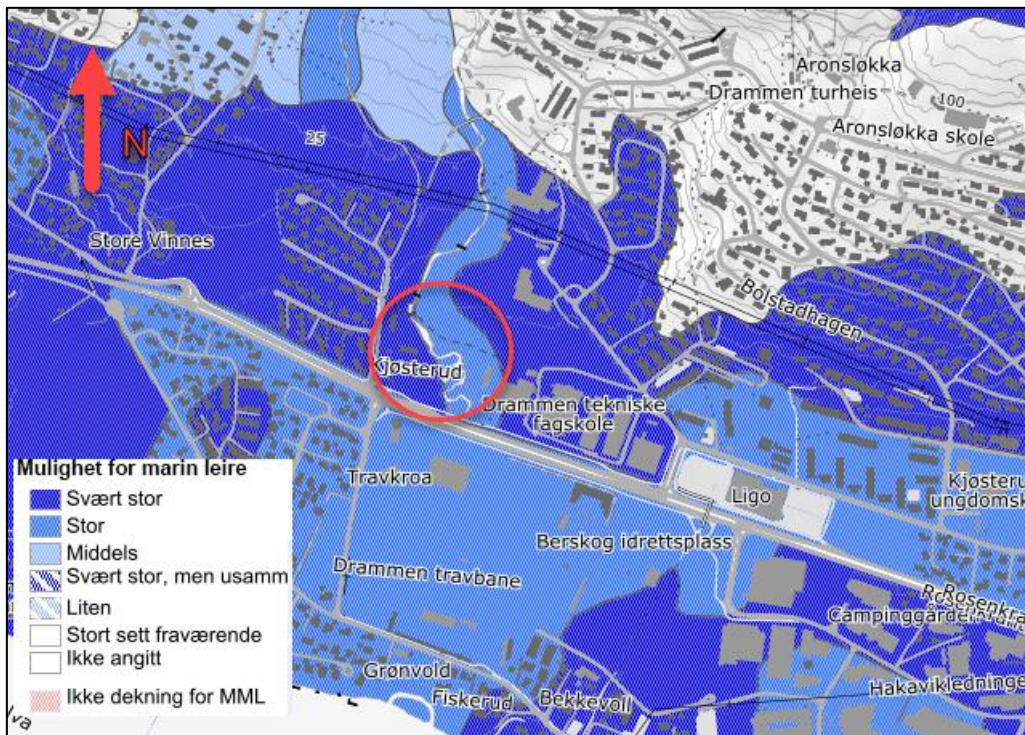 Aronsløkka
Drammen turheis
100
Aronsløkka skole
N
25
Store Vinnes
Bolstadhagen
Kjøsterud
Drammen tekniske
fagskole
Mulighet for marin leire
Svært stor
Stor
Middels
Svært stor, men usamm
Liten
Stort sett fraværende
Ikke angitt
Ikke dekning for MML
Travkroa
Ligo
Kjøsteru
ungdomsk
Berskog idrettsplass
Drammen travbane
Rosenkra
Campinggården
Grønvold
Hakavikledninge
Fiskerud
Bekkevoll
lva